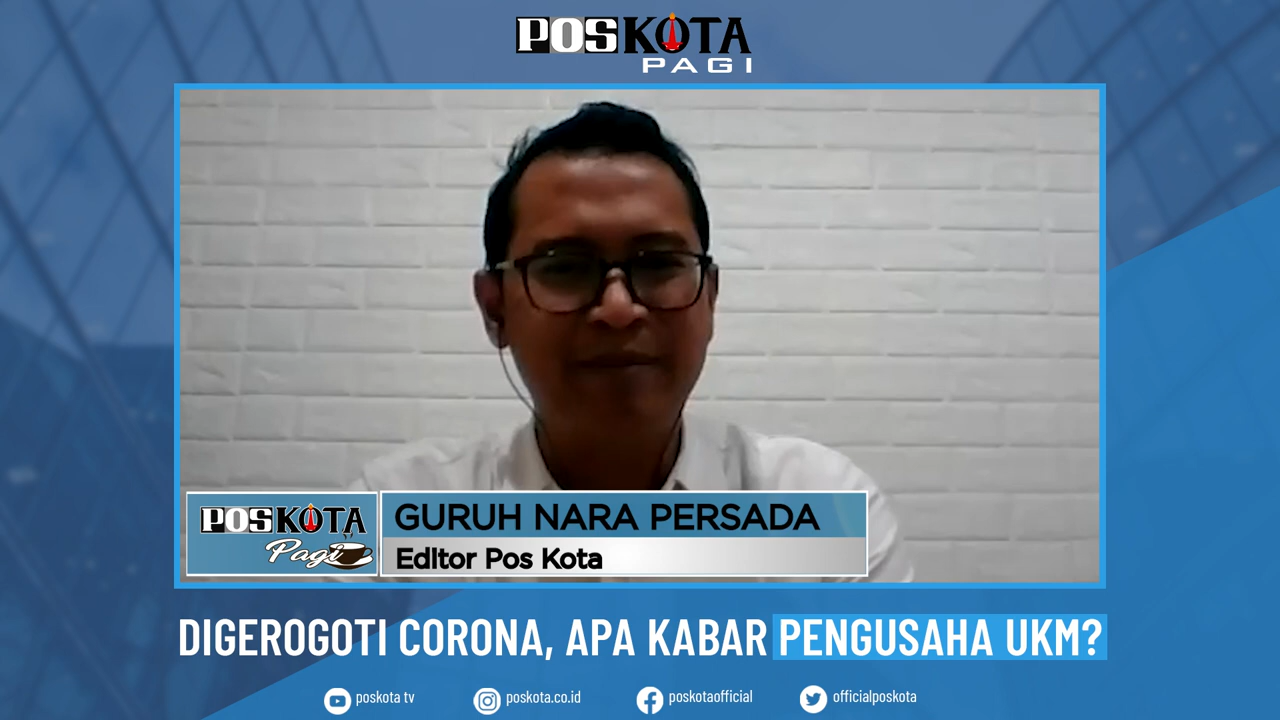 POSKOTA
PAGI
POSKOTA
Pagi
GURUH NARA PERSADA
EdItor Pos Kota
DIGEROGOTI CORONA, APA KABAR PENGUSAHA UKM?
poskota tv
poskota.co.id
poskotaofficial
officialposkota